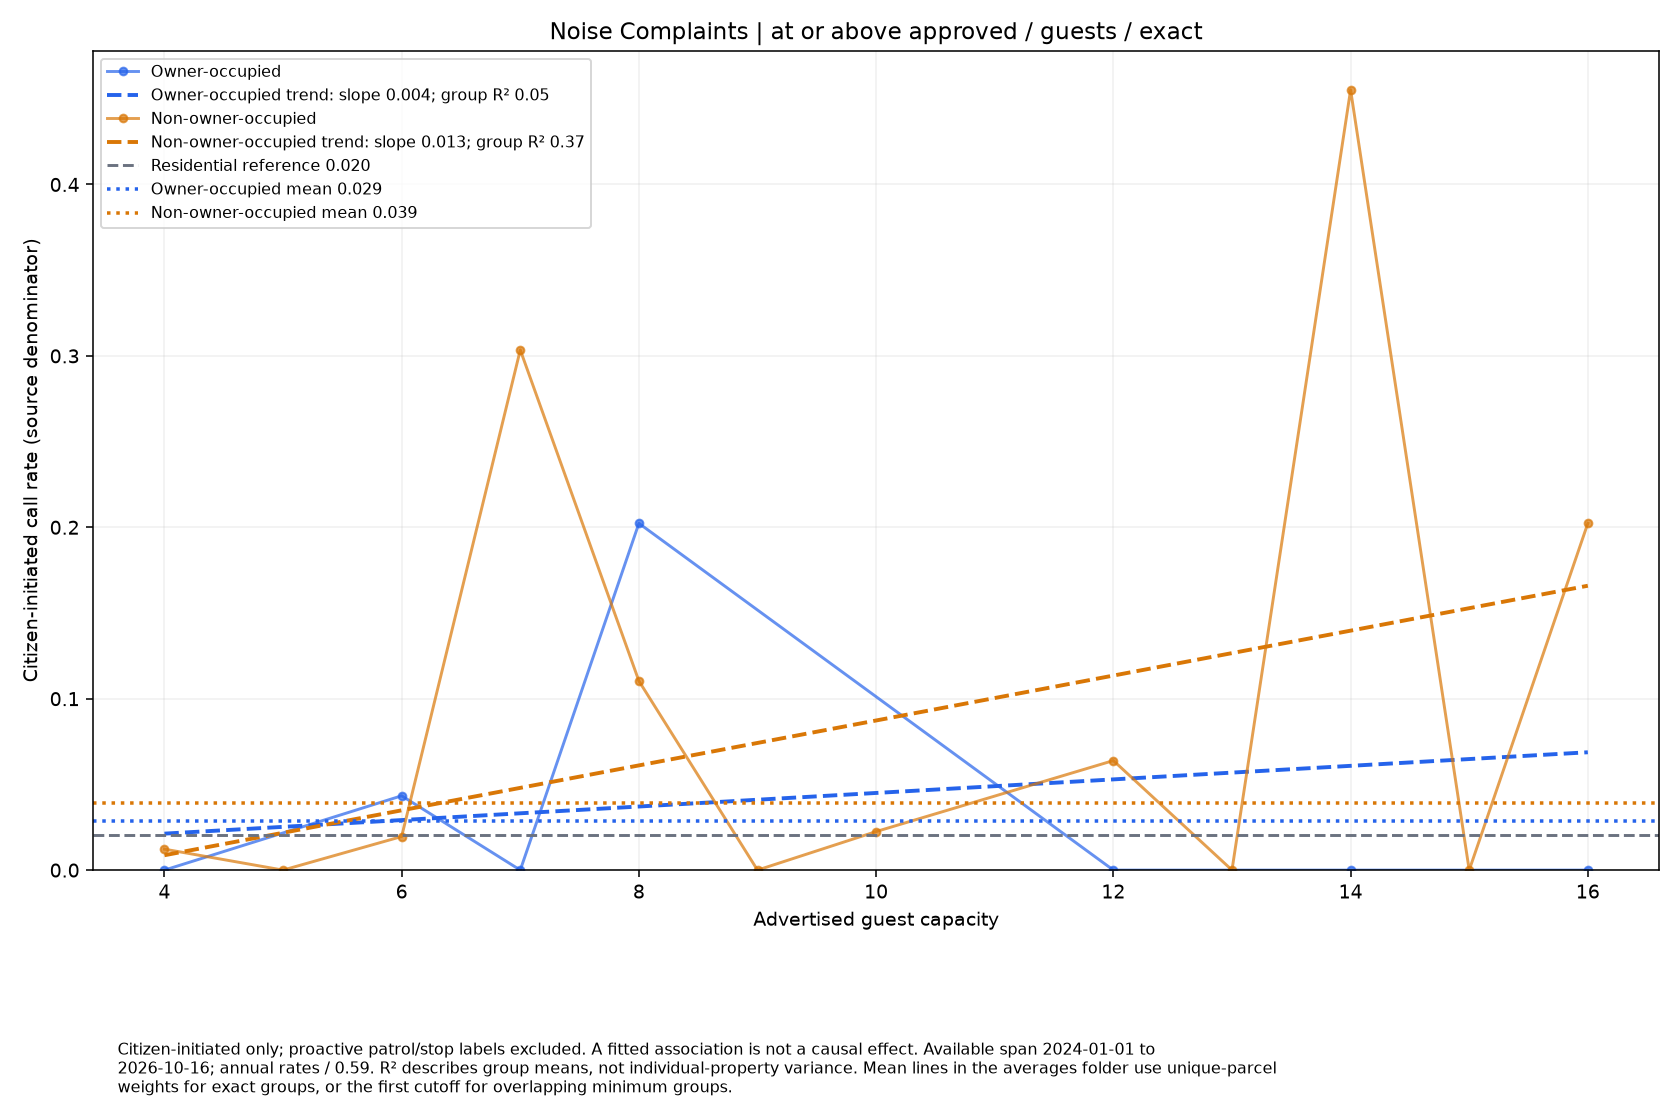 Noise Complaints | at or above approved / guests / exact
Owner-occupied
Owner-occupied trend: slope 0.004; group R² 0.05
Non-owner-occupied
Non-owner-occupied trend: slope 0.013; group R² 0.37
Residential reference 0.020
Owner-occupied mean 0.029
Non-owner-occupied mean 0.039
Citizen-initiated call rate (source denominator)
0.4
0.3
0.2
0.1
0.0
4 6 8 10 12 14 16
Advertised guest capacity
Citizen-initiated only; proactive patrol/stop labels excluded. A fitted association is not a causal effect. Available span 2024-01-01 to
2026-10-16; annual rates / 0.59. R² describes group means, not individual-property variance. Mean lines in the averages folder use unique-parcel
weights for exact groups, or the first cutoff for overlapping minimum groups.